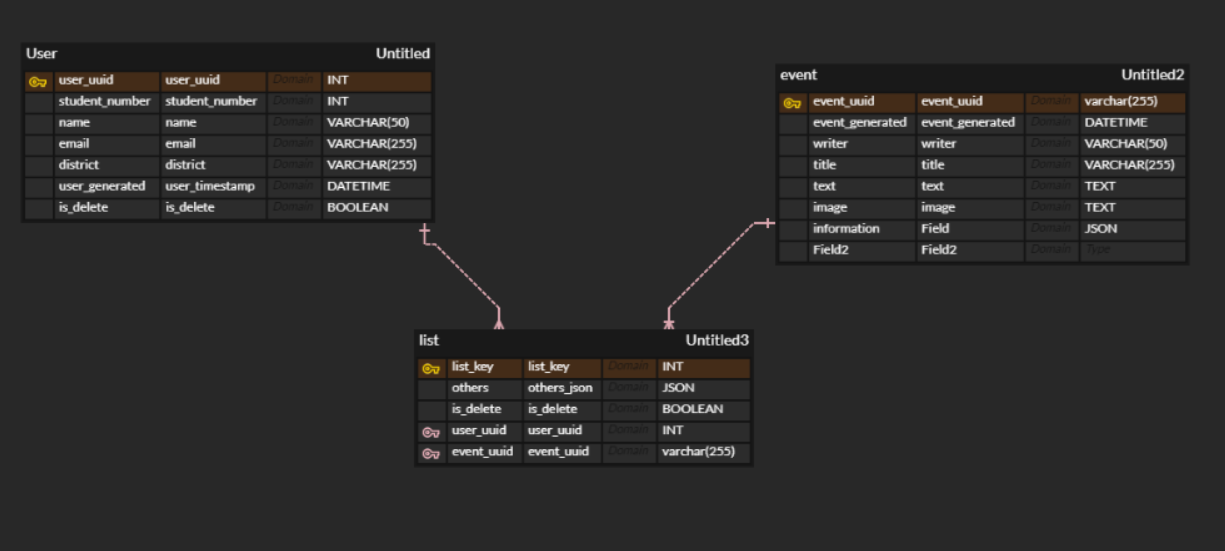 User Untitled
user_uuid user_uuid Domain INT
student_number student_number Domain INT
name name Domain VARCHAR(50)
email email Domain VARCHAR(255)
district district Domain VARCHAR(255)
user_generated user_timestamp Domain DATETIME
is_delete is_delete Domain BOOLEAN
event Untitled2
event_uuid event_uuid Domain varchar(255)
event_generated event_generated Domain DATETIME
writer writer Domain VARCHAR(50)
title title Domain VARCHAR(255)
text text Domain TEXT
image image Domain TEXT
information Field Domain JSON
Field2 Field2 Domain Type
list Untitled3
list_key list_key Domain INT
others others_json Domain JSON
is_delete is_delete Domain BOOLEAN
user_uuid user_uuid Domain INT
event_uuid event_uuid Domain varchar(255)